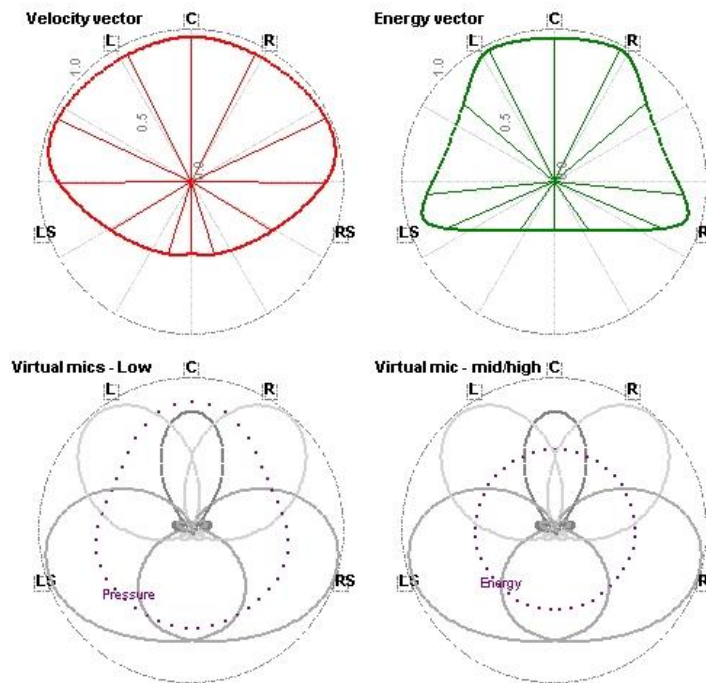 Velocity vector
C
L
R
1.0
0.5
0.0
LS
RS
Energy vector
C
L
R
1.0
0.5
0.0
LS
R
Virtual mics - Low
C
L
R
LS
RS
Pressure
Virtual mic - mid/high
C
L
R
LS
RS
Energy